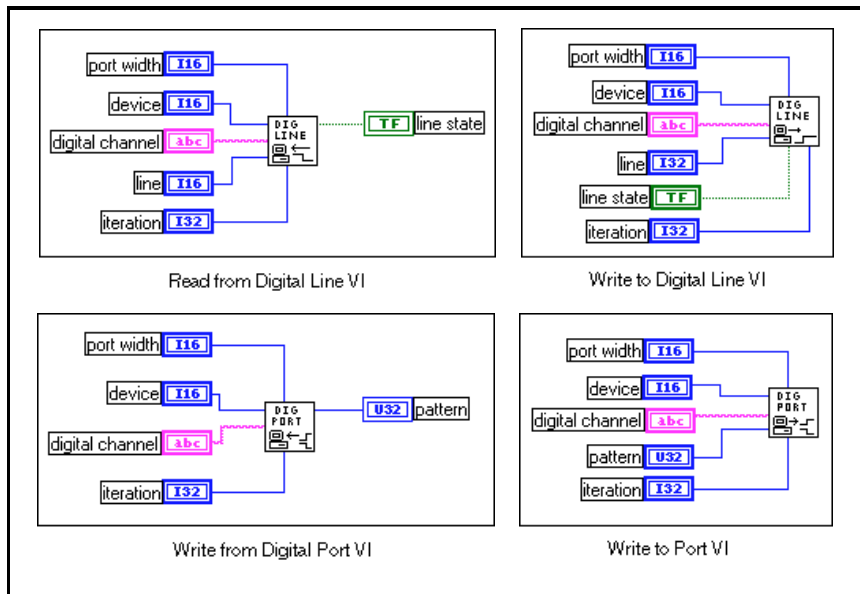 port width I16
device I16
digital channel abc
line I16
iteration I32
DIG
LINE
TF line state
Read from Digital Line VI
port width I16
device I16
digital channel abc
line I32
line state TF
iteration I32
DIG
LINE
Write to Digital Line VI
port width I16
device I16
digital channel abc
iteration I32
DIG
PORT
U32 pattern
Write from Digital Port VI
port width I16
device I16
digital channel abc
pattern U32
iteration I32
DIG
PORT
Write to Port VI